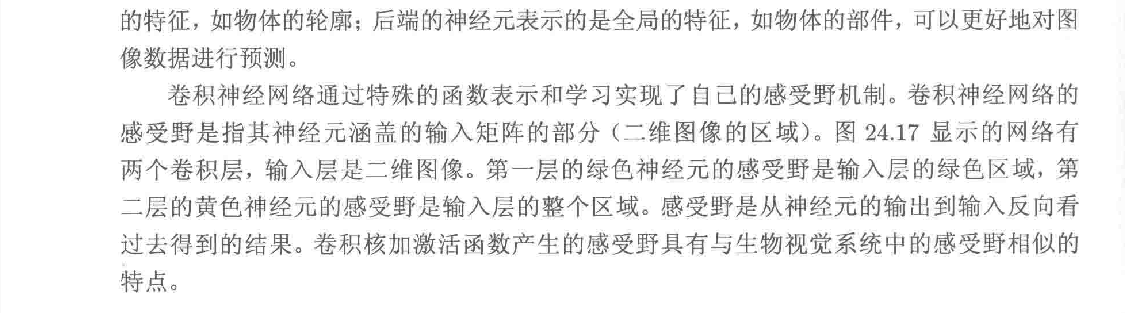 的特征，如物体的轮廓；后端的神经元表示的是全局的特征，如物体的部件，可以更好地对图
像数据进行预测。
卷积神经网络通过特殊的函数表示和学习实现了自己的感受野机制。卷积神经网络的
感受野是指其神经元涵盖的输入矩阵的部分（二维图像的区域）。图 24.17 显示的网络有
两个卷积层，输入层是二维图像。第一层的绿色神经元的感受野是输入层的绿色区域，第
二层的黄色神经元的感受野是输入层的整个区域。感受野是从神经元的输出到输入反向看
过去得到的结果。卷积核加激活函数产生的感受野具有与生物视觉系统中的感受野相似的
特点。